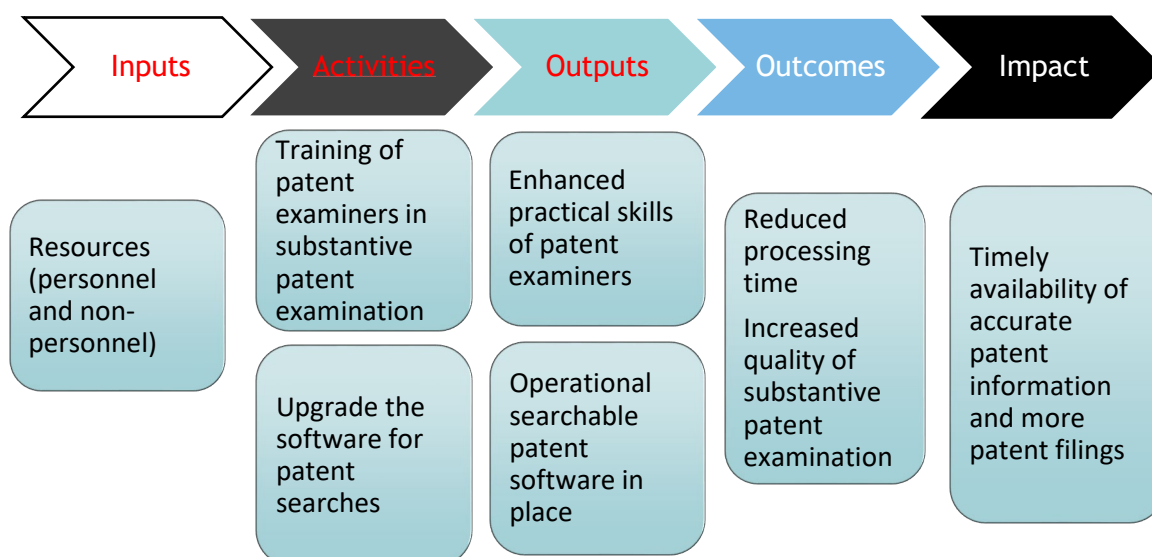 Inputs
Activities
Outputs
Outcomes
Impact
Resources
(personnel
and non-
personnel)
Training of
patent
examiners in
substantive
patent
examination
Upgrade the
software for
patent
searches
Enhanced
practical skills
of patent
examiners
Operational
searchable
patent
software in
place
Reduced
processing
time
Increased
quality of
substantive
patent
examination
Timely
availability of
accurate
patent
information
and more
patent filings